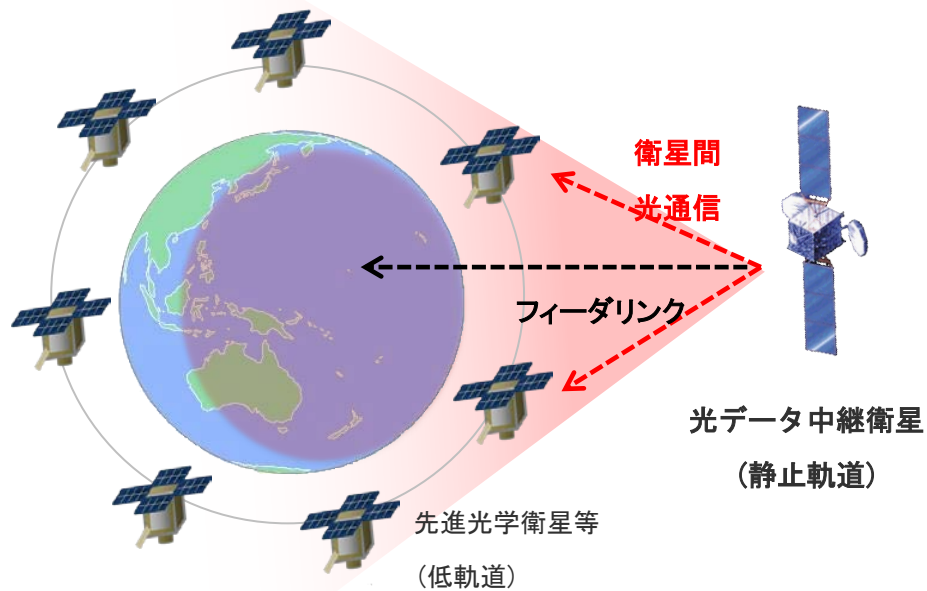 衛星間
光通信
フィーダリンク
光データ中継衛星
(静止軌道)
先進光学衛星等
(低軌道)